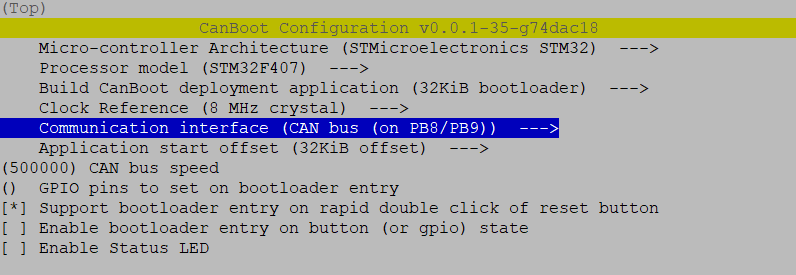 (Top)
CanBoot Configuration v0.0.1-35-g74dac18
Micro-controller Architecture (STMicroelectronics STM32)  --->
Processor model (STM32F407)  --->
Build CanBoot deployment application (32KiB bootloader)  --->
Clock Reference (8 MHz crystal)  --->
Communication interface (CAN bus (on PB8/PB9))  --->
Application start offset (32KiB offset)  --->
(500000) CAN bus speed
()  GPIO pins to set on bootloader entry
[*] Support bootloader entry on rapid double click of reset button
[ ] Enable bootloader entry on button (or gpio) state
[ ] Enable Status LED